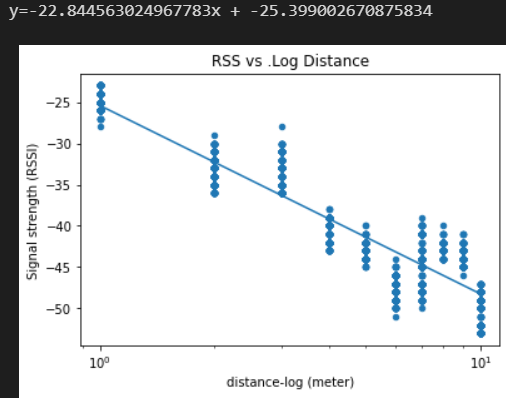 y=-22.844563024967783x + -25.399002670875834
RSS vs .Log Distance
Signal strength (RSSI)
−25
−30
−35
−40
−45
−50
10⁰
10¹
distance-log (meter)